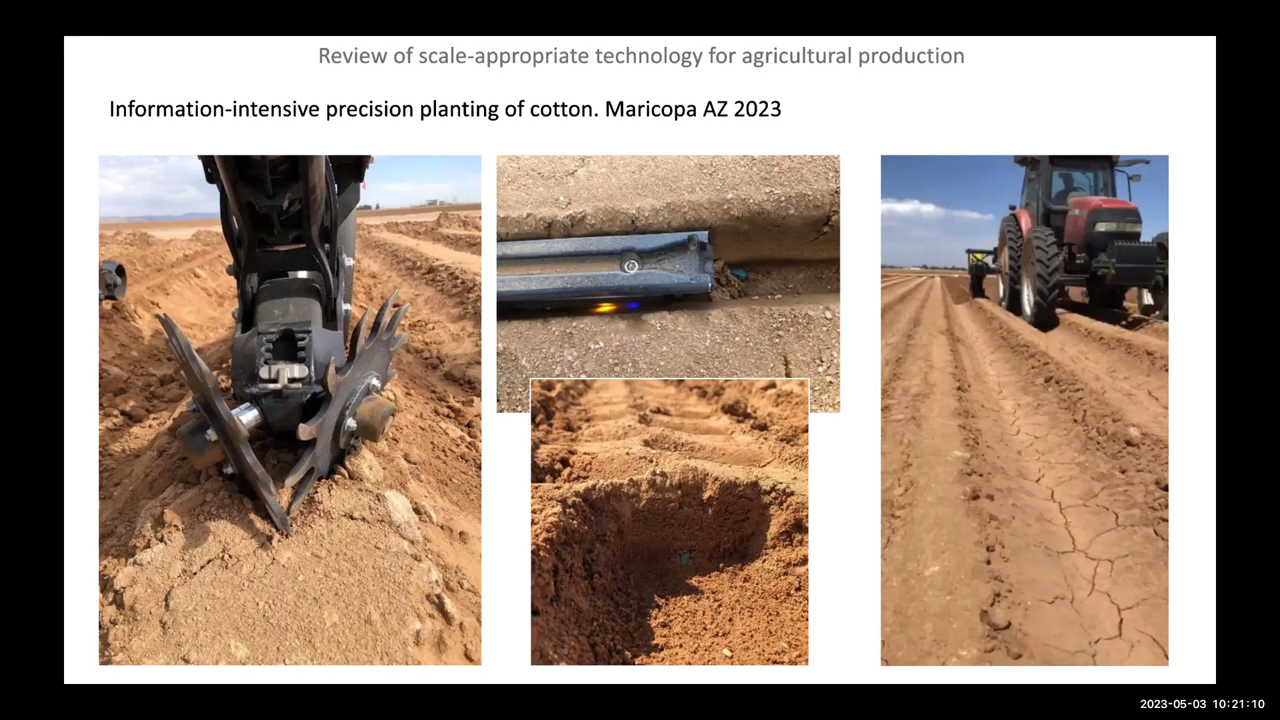 Review of scale-appropriate technology for agricultural production
Information-intensive precision planting of cotton. Maricopa AZ 2023
2023-05-03 10:21:10